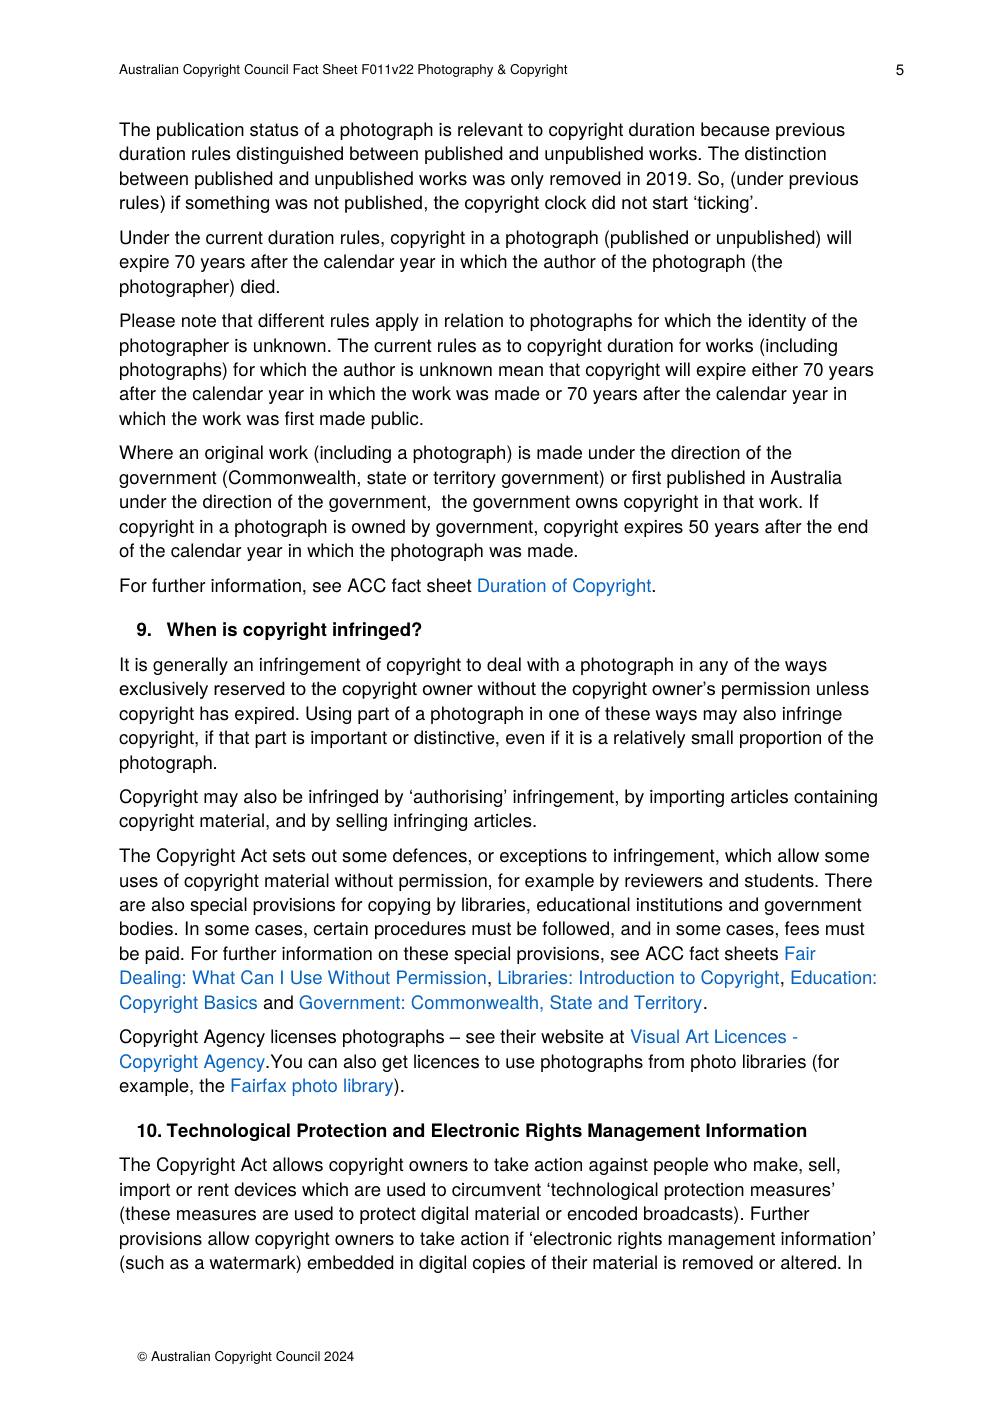 Australian Copyright Council Fact Sheet F011v22 Photography & Copyright
5
The publication status of a photograph is relevant to copyright duration because previous
duration rules distinguished between published and unpublished works. The distinction
between published and unpublished works was only removed in 2019. So, (under previous
rules) if something was not published, the copyright clock did not start ‘ticking’.
Under the current duration rules, copyright in a photograph (published or unpublished) will
expire 70 years after the calendar year in which the author of the photograph (the
photographer) died.
Please note that different rules apply in relation to photographs for which the identity of the
photographer is unknown. The current rules as to copyright duration for works (including
photographs) for which the author is unknown mean that copyright will expire either 70 years
after the calendar year in which the work was made or 70 years after the calendar year in
which the work was first made public.
Where an original work (including a photograph) is made under the direction of the
government (Commonwealth, state or territory government) or first published in Australia
under the direction of the government,  the government owns copyright in that work. If
copyright in a photograph is owned by government, copyright expires 50 years after the end
of the calendar year in which the photograph was made.
For further information, see ACC fact sheet Duration of Copyright.
9. When is copyright infringed?
It is generally an infringement of copyright to deal with a photograph in any of the ways
exclusively reserved to the copyright owner without the copyright owner’s permission unless
copyright has expired. Using part of a photograph in one of these ways may also infringe
copyright, if that part is important or distinctive, even if it is a relatively small proportion of the
photograph.
Copyright may also be infringed by ‘authorising’ infringement, by importing articles containing
copyright material, and by selling infringing articles.
The Copyright Act sets out some defences, or exceptions to infringement, which allow some
uses of copyright material without permission, for example by reviewers and students. There
are also special provisions for copying by libraries, educational institutions and government
bodies. In some cases, certain procedures must be followed, and in some cases, fees must
be paid. For further information on these special provisions, see ACC fact sheets Fair
Dealing: What Can I Use Without Permission, Libraries: Introduction to Copyright, Education:
Copyright Basics and Government: Commonwealth, State and Territory.
Copyright Agency licenses photographs – see their website at Visual Art Licences -
Copyright Agency.You can also get licences to use photographs from photo libraries (for
example, the Fairfax photo library).
10. Technological Protection and Electronic Rights Management Information
The Copyright Act allows copyright owners to take action against people who make, sell,
import or rent devices which are used to circumvent ‘technological protection measures’
(these measures are used to protect digital material or encoded broadcasts). Further
provisions allow copyright owners to take action if ‘electronic rights management information’
(such as a watermark) embedded in digital copies of their material is removed or altered. In
© Australian Copyright Council 2024